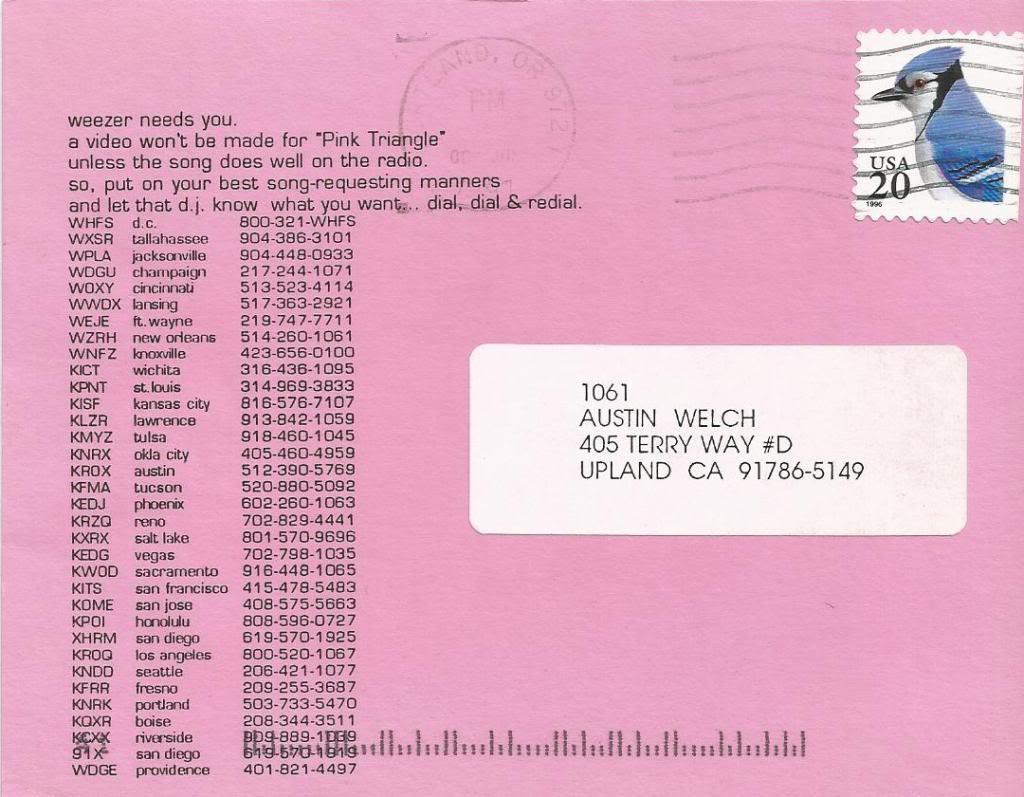 PORTLAND, OR 972
PM
USA
20
1996
weezer needs you.
a video won't be made for "Pink Triangle"
unless the song does well on the radio.
so, put on your best song-requesting manners
and let that d.j. know what you want... dial, dial & redial.
WHFS d.c. 800-321-WHFS
WXSR tallahassee 904-386-3101
WPLA jacksonville 904-448-0933
WDGU champaign 217-244-1071
WOXY cincinnati 513-523-4114
WWDX lansing 517-363-2921
WEJE ft.wayne 219-747-7711
WZRH new orleans 514-260-1061
WNFZ knoxville 423-656-0100
KICT wichita 316-436-1095
KPNT st.louis 314-969-3833
KISF kansas city 816-576-7107
KLZR lawrence 913-842-1059
KMYZ tulsa 918-460-1045
KNRX okla city 405-460-4959
KROX austin 512-390-5769
KFMA tucson 520-880-5092
KEDJ phoenix 602-260-1063
KRZQ reno 702-829-4441
KXRX salt lake 801-570-9696
KEDG vegas 702-798-1035
KWOD sacramento 916-448-1065
KITS san francisco 415-478-5483
KOME san jose 408-575-5663
KPOI honolulu 808-596-0727
XHRM san diego 619-570-1925
KROQ los angeles 800-520-1067
KNDD seattle 206-421-1077
KFRR fresno 209-255-3687
KNRK portland 503-733-5470
KQXR boise 208-344-3511
KCXX riverside 909-889-1039
91X san diego 619-570-1919
WDGE providence 401-821-4497
1061
AUSTIN WELCH
405 TERRY WAY #D
UPLAND CA 91786-5149